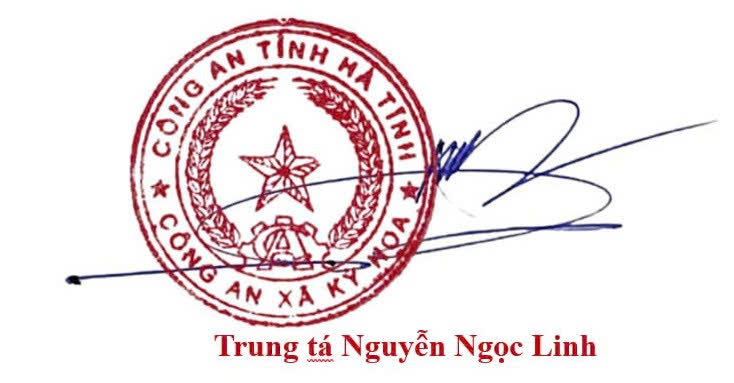 CÔNG AN TỈNH HÀ TĨNH
CÔNG AN XÃ KỲ HOA
Trung tá Nguyễn Ngọc Linh